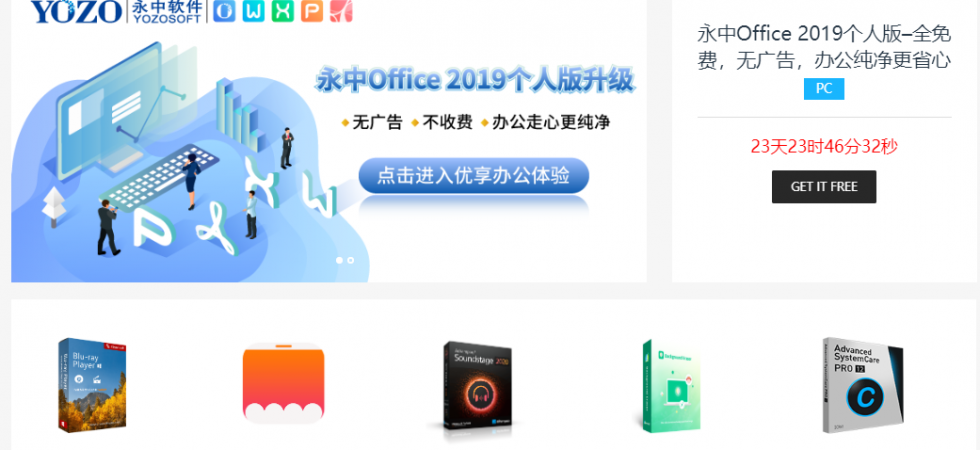 YOZO 永中软件
YOZOSOFT
O W X P
永中Office 2019个人版升级
无广告 不收费 办公走心更纯净
点击进入优享办公体验
P W
永中Office 2019个人版–全免
费，无广告，办公纯净更省心
PC
23天23时46分32秒
GET IT FREE
Blu-ray
Player
Soundstage 2020
Advanced
SystemCare
PRO 12